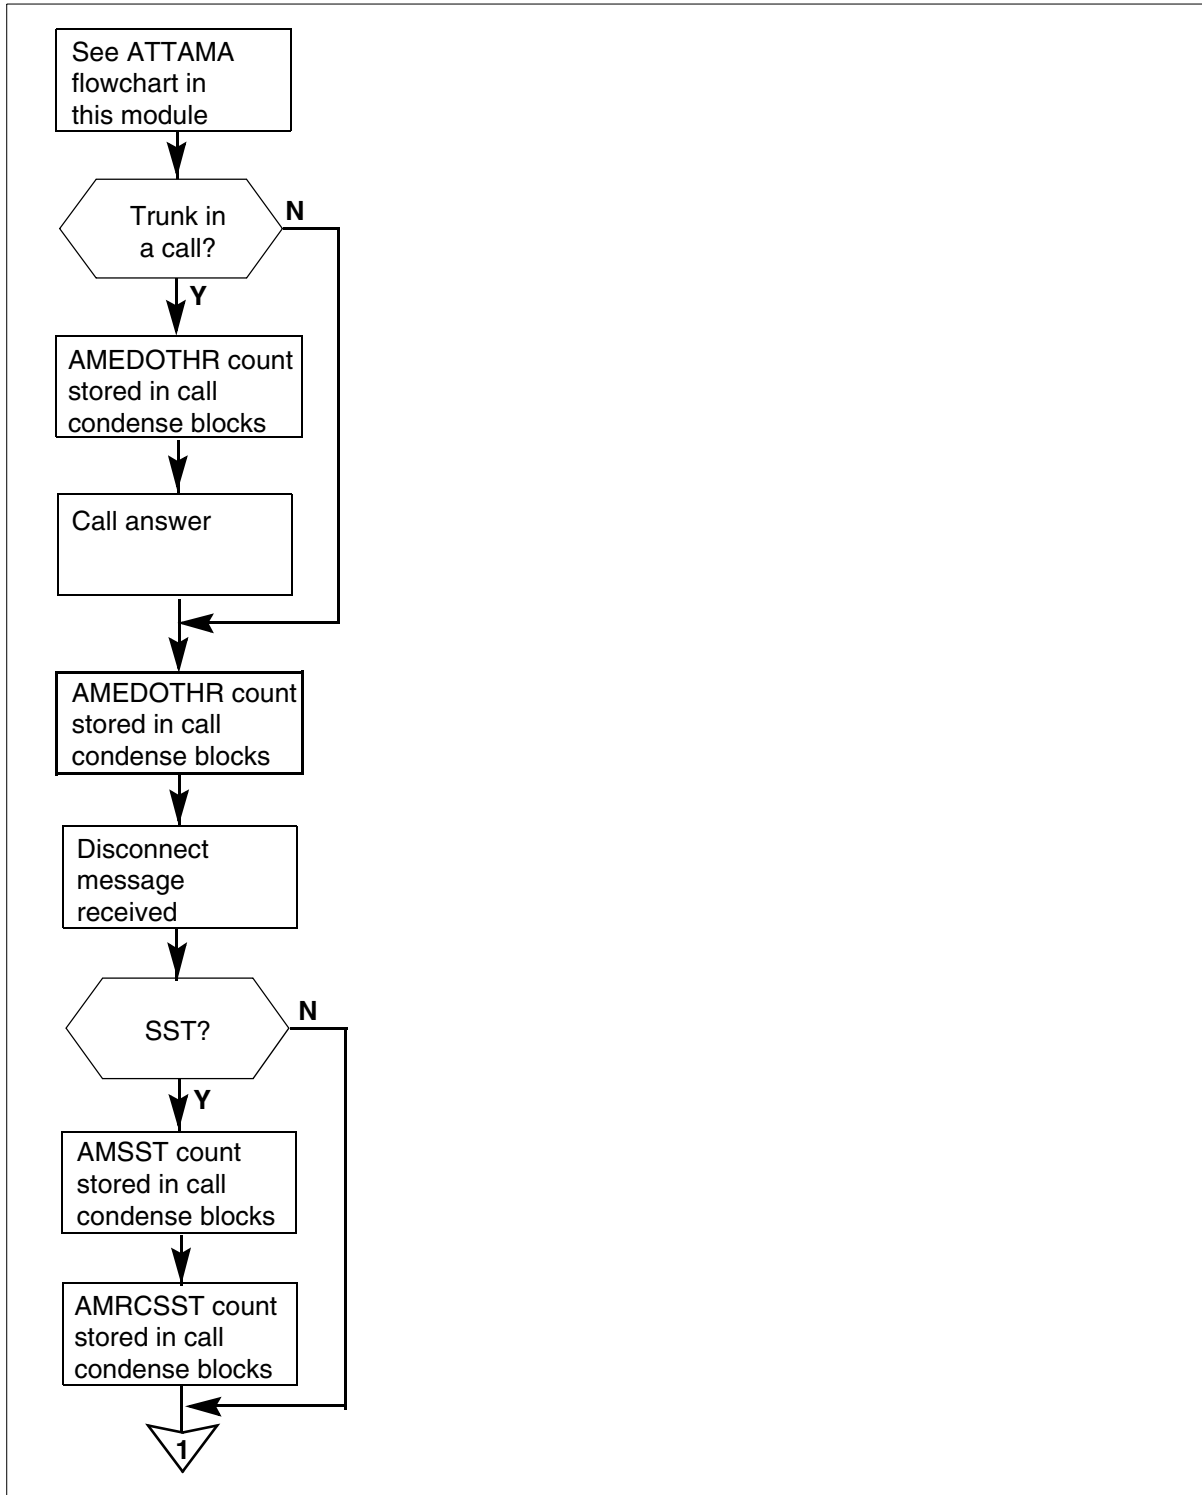 See ATTAMA
flowchart in
this module
Trunk in
a call?
N
Y
AMEDOTHR count
stored in call
condense blocks
Call answer
AMEDOTHR count
stored in call
condense blocks
Disconnect
message
received
SST?
N
Y
AMSST count
stored in call
condense blocks
AMRCSST count
stored in call
condense blocks
1